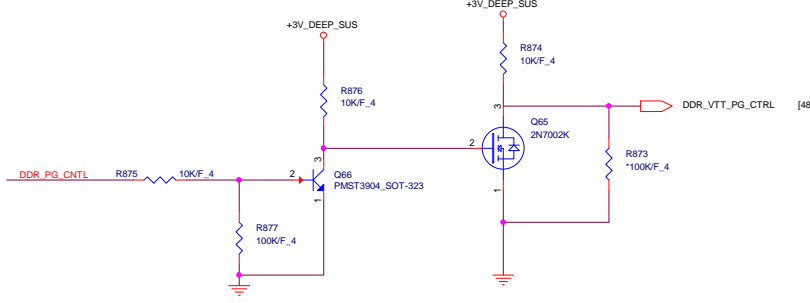 +3V_DEEP_SUS
+3V_DEEP_SUS
R874
10K/F_4
R876
10K/F_4
3
DDR_VTT_PG_CTRL [48
Q65
2N7002K
2
R873
*100K/F_4
3
DDR_PG_CNTL
R875
10K/F_4
2
Q66
PMST3904_SOT-323
1
1
R877
100K/F_4